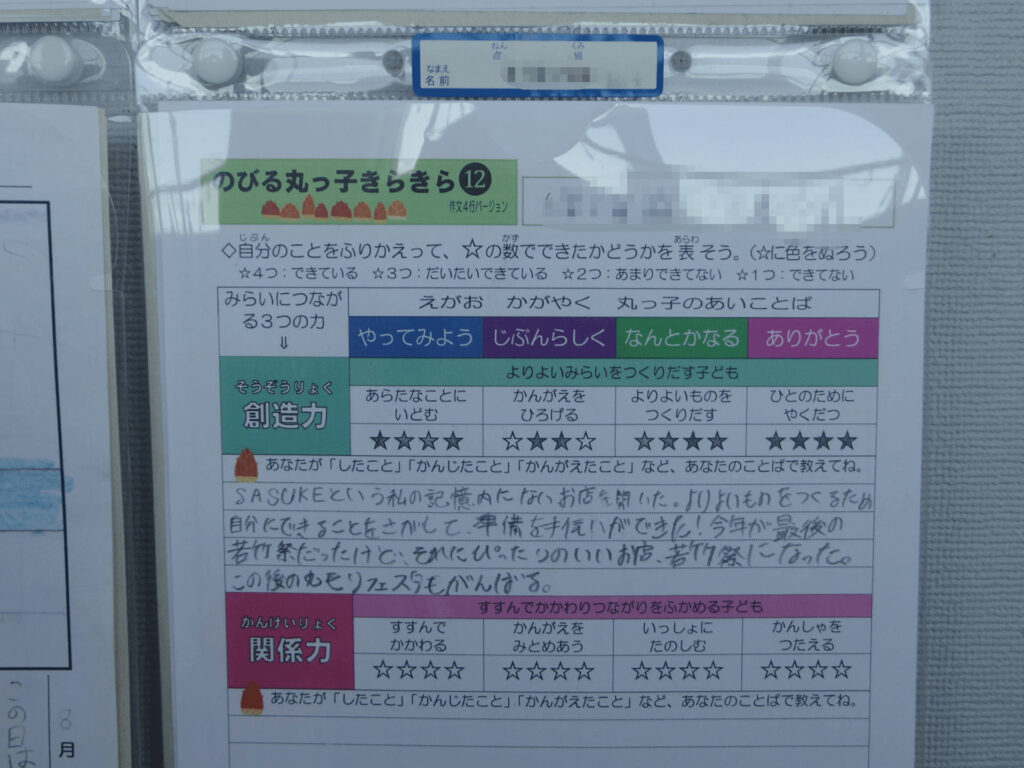 ねん くみ
年 組
なまえ
名前
のびる丸っ子きらきら⑫
作文4行バージョン
◇自分のことをふりかえって、☆の数でできたかどうかを表そう。(☆に色をぬろう)
じぶん かず あらわ
☆4つ:できている ☆3つ:だいたいできている ☆2つ:あまりできてない ☆1つ:できてない
みらいにつなが
る3つの力
⇓
えがお かがやく 丸っ子のあいことば
やってみよう じぶんらしく なんとかなる ありがとう
そうぞうりょく
創造力
よりよいみらいをつくりだす子ども
あらたなことに
いどむ
かんがえを
ひろげる
よりよいものを
つくりだす
ひとのために
やくだつ
★★★★ ☆★★☆ ★★★★ ★★★★
あなたが「したこと」「かんじたこと」「かんがえたこと」など、あなたのことばで教えてね。
SASUKEという私の記憶内にないお店を開いた。よりよいものをつくるため
自分にできることをさがして、準備を手伝いができた!今年が最後の
若竹祭だったけど、それにぴったりのいいお店、若竹祭になった。
この後の丸モリフェスタもがんばる。
かんけいりょく
関係力
すすんでかかわりつながりをふかめる子ども
すすんで
かかわる
かんがえを
みとめあう
いっしょに
たのしむ
かんしゃを
つたえる
☆☆☆☆ ☆☆☆☆ ☆☆☆☆ ☆☆☆☆
あなたが「したこと」「かんじたこと」「かんがえたこと」など、あなたのことばで教えてね。
8
月